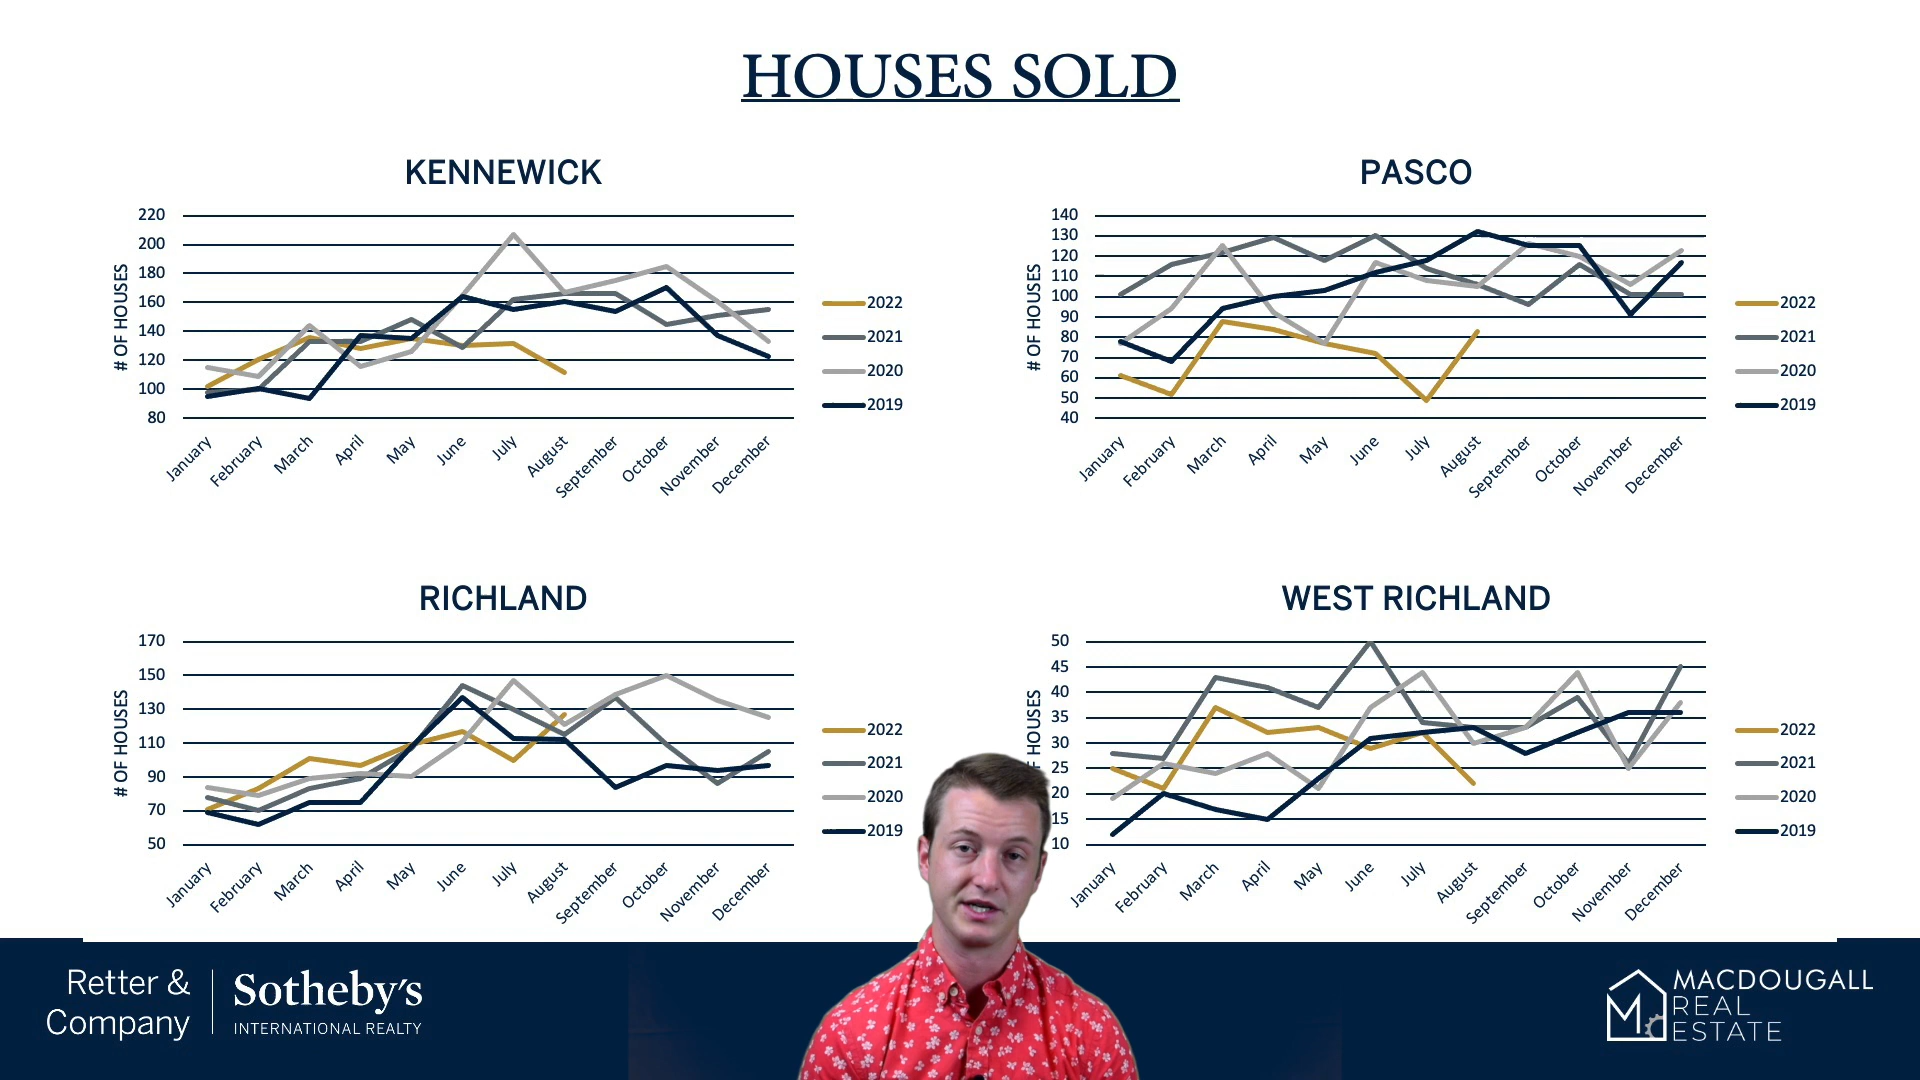 HOUSES SOLD
KENNEWICK
# OF HOUSES
220
200
180
160
140
120
100
80
January
February
March
April
May
June
July
August
September
October
November
December
2022
2021
2020
2019
PASCO
# OF HOUSES
140
130
120
110
100
90
80
70
60
50
40
January
February
March
April
May
June
July
August
September
October
November
December
2022
2021
2020
2019
RICHLAND
# OF HOUSES
170
150
130
110
90
70
50
January
February
March
April
May
June
July
August
September
October
November
December
2022
2021
2020
2019
WEST RICHLAND
HOUSES
50
45
40
35
30
25
20
15
10
January
February
March
April
May
June
July
August
September
October
November
December
2022
2021
2020
2019
Retter &
Company
Sotheby's
INTERNATIONAL REALTY
MACDOUGALL
REAL
ESTATE